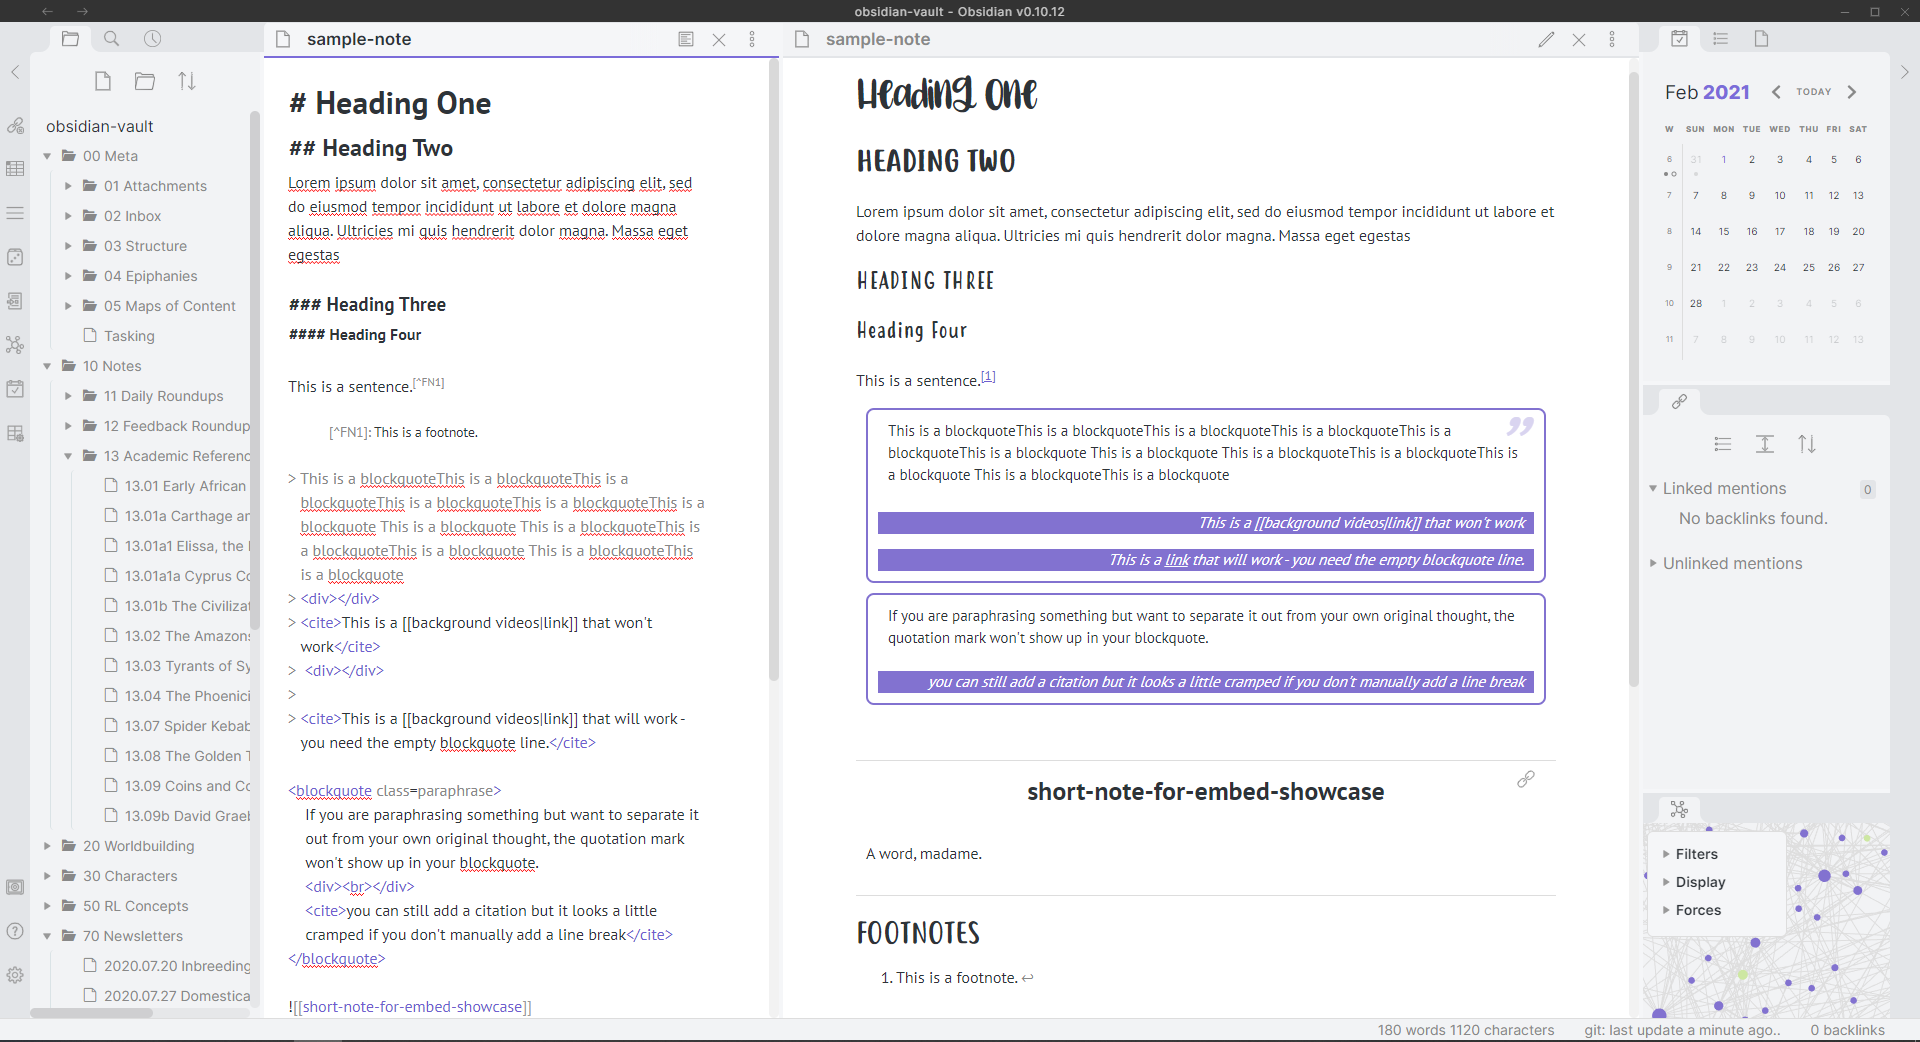 obsidian-vault - Obsidian v0.10.12
obsidian-vault
00 Meta
01 Attachments
02 Inbox
03 Structure
04 Epiphanies
05 Maps of Content
Tasking
10 Notes
11 Daily Roundups
12 Feedback Roundup
13 Academic Referenc
13.01 Early African
13.01a Carthage an
13.01a1 Elissa, the
13.01a1a Cyprus Co
13.01b The Civilizat
13.02 The Amazons
13.03 Tyrants of Sy
13.04 The Phoenici
13.07 Spider Kebab
13.08 The Golden
13.09 Coins and Co
13.09b David Graeb
20 Worldbuilding
30 Characters
50 RL Concepts
70 Newsletters
2020.07.20 Inbreeding
2020.07.27 Domestica
sample-note
# Heading One
## Heading Two
Lorem ipsum dolor sit amet, consectetur adipiscing elit, sed
do eiusmod tempor incididunt ut labore et dolore magna
aliqua. Ultricies mi quis hendrerit dolor magna. Massa eget
egestas
### Heading Three
#### Heading Four
This is a sentence.[^FN1]
[^FN1]: This is a footnote.
> This is a blockquoteThis is a blockquoteThis is a
blockquoteThis is a blockquoteThis is a blockquoteThis is a
blockquote This is a blockquote This is a blockquoteThis is
a blockquoteThis is a blockquote This is a blockquoteThis
is a blockquote
> <div></div>
> <cite>This is a [[background videos|link]] that won't
work</cite>
> <div></div>
>
> <cite>This is a [[background videos|link]] that will work -
you need the empty blockquote line.</cite>
<blockquote class=paraphrase>
If you are paraphrasing something but want to separate it
out from your own original thought, the quotation mark
won't show up in your blockquote.
<div><br></div>
<cite>you can still add a citation but it looks a little
cramped if you don't manually add a line break</cite>
</blockquote>
![[short-note-for-embed-showcase]]
sample-note
Heading One
HEADING TWO
Lorem ipsum dolor sit amet, consectetur adipiscing elit, sed do eiusmod tempor incididunt ut labore et
dolore magna aliqua. Ultricies mi quis hendrerit dolor magna. Massa eget egestas
HEADING THREE
Heading Four
This is a sentence.[1]
This is a blockquoteThis is a blockquoteThis is a blockquoteThis is a blockquoteThis is a
blockquoteThis is a blockquote This is a blockquote This is a blockquoteThis is a blockquoteThis is
a blockquote This is a blockquoteThis is a blockquote
This is a [[background videos|link]] that won't work
This is a link that will work - you need the empty blockquote line.
If you are paraphrasing something but want to separate it out from your own original thought, the
quotation mark won't show up in your blockquote.
you can still add a citation but it looks a little cramped if you don't manually add a line break
short-note-for-embed-showcase
A word, madame.
FOOTNOTES
1. This is a footnote. ↩
Feb 2021
TODAY
W SUN MON TUE WED THU FRI SAT
6 31 1 2 3 4 5 6
7 7 8 9 10 11 12 13
8 14 15 16 17 18 19 20
9 21 22 23 24 25 26 27
10 28 1 2 3 4 5 6
11 7 8 9 10 11 12 13
Linked mentions 0
No backlinks found.
Unlinked mentions
Filters
Display
Forces
180 words 1120 characters git: last update a minute ago.. 0 backlinks